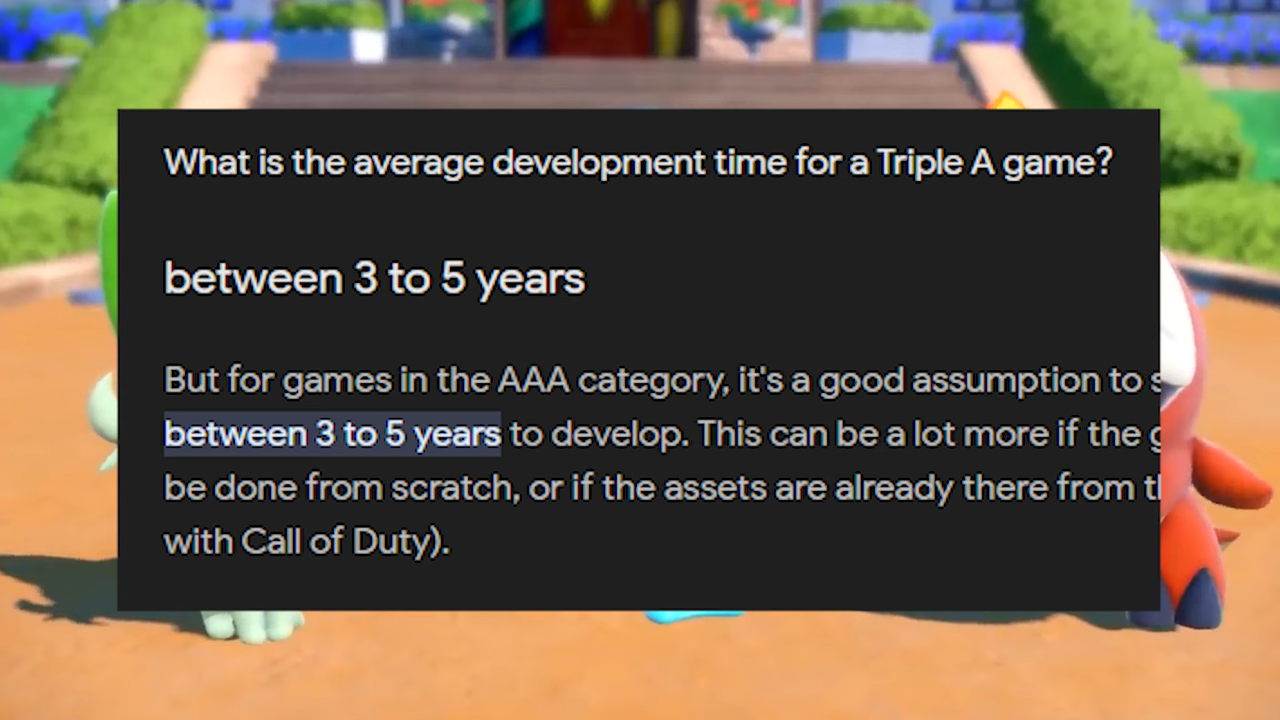 What is the average development time for a Triple A game?
between 3 to 5 years
But for games in the AAA category, it's a good assumption to
between 3 to 5 years to develop. This can be a lot more if the
be done from scratch, or if the assets are already there from
with Call of Duty).